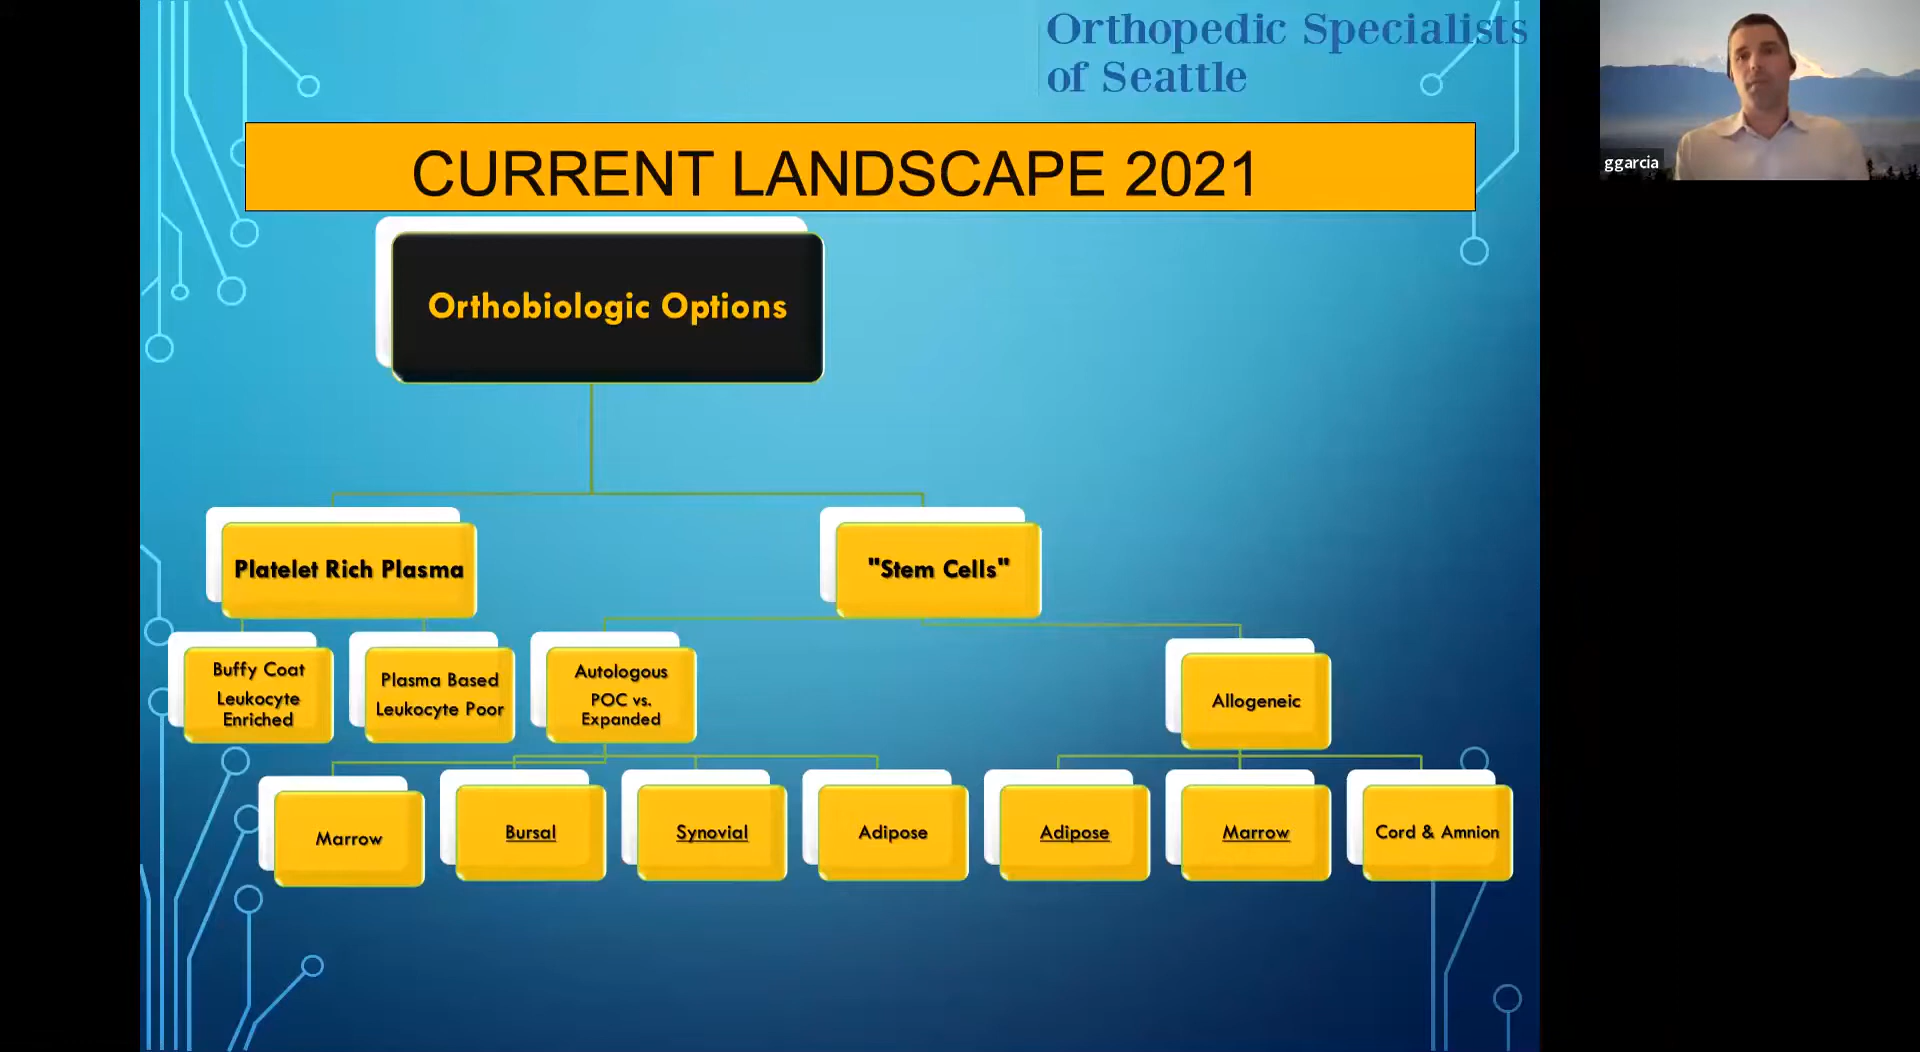 Orthopedic Specialists
of Seattle
CURRENT LANDSCAPE 2021
ggarcia
Orthobiologic Options
Platelet Rich Plasma
"Stem Cells"
Buffy Coat
Leukocyte
Enriched
Plasma Based
Leukocyte Poor
Autologous
POC vs.
Expanded
Allogeneic
Marrow
Bursal
Synovial
Adipose
Adipose
Marrow
Cord & Amnion